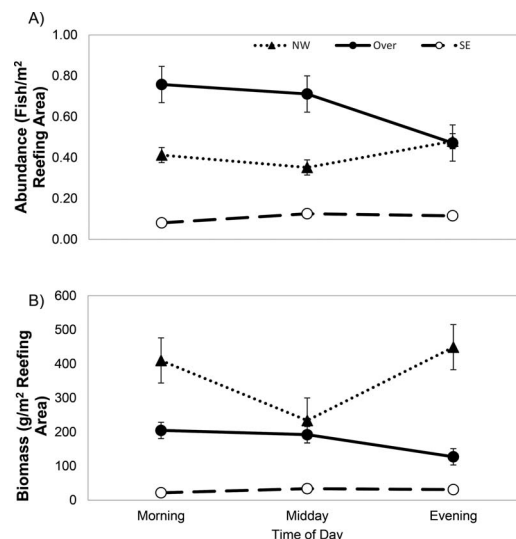 A)
NW Over SE
Abundance (Fish/m²
Reefing Area)
1.00
0.80
0.60
0.40
0.20
0.00
B)
Biomass (g/m² Reefing
Area)
600
500
400
300
200
100
0
Morning Midday Evening
Time of Day